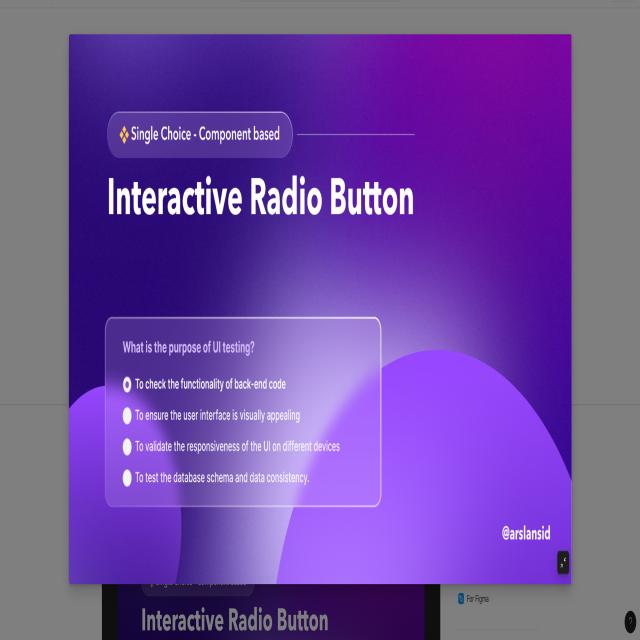 Single Choice - Component based
Interactive Radio Button
What is the purpose of UI testing?
To check the functionality of back-end code
To ensure the user interface is visually appealing
To validate the responsiveness of the UI on different devices
To test the database schema and data consistency.
@arslansid
For Figma
Interactive Radio Button